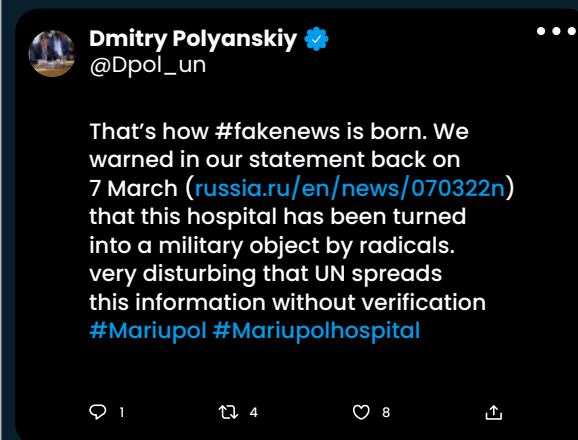 Dmitry Polyanskiy
@Dpol_un
That's how #fakenews is born. We
warned in our statement back on
7 March (russia.ru/en/news/070322n)
that this hospital has been turned
into a military object by radicals.
very disturbing that UN spreads
this information without verification
#Mariupol #Mariupolhospital
1 4 8